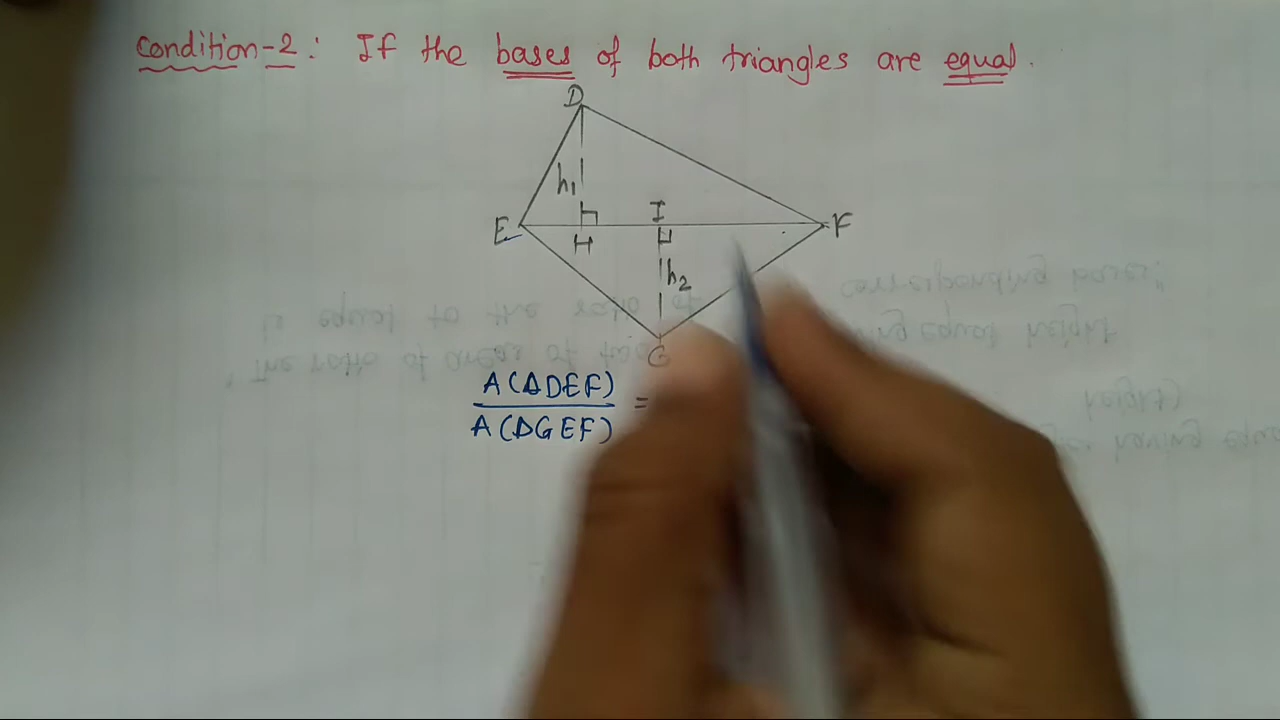 Condition-2: If the bases of both triangles are equal.
D
h₁
E I F
H
h₂
G
A(ΔDEF)
A(ΔGEF) =